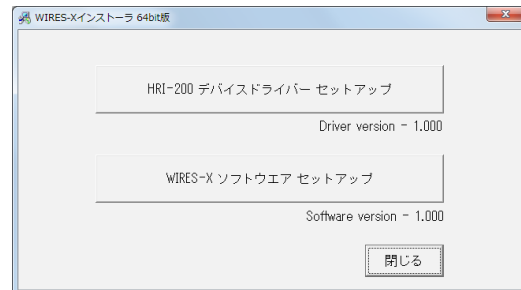 WIRES-Xインストーラ 64bit版
HRI-200 デバイスドライバー セットアップ
Driver version - 1.000
WIRES-X ソフトウエア セットアップ
Software version - 1.000
閉じる